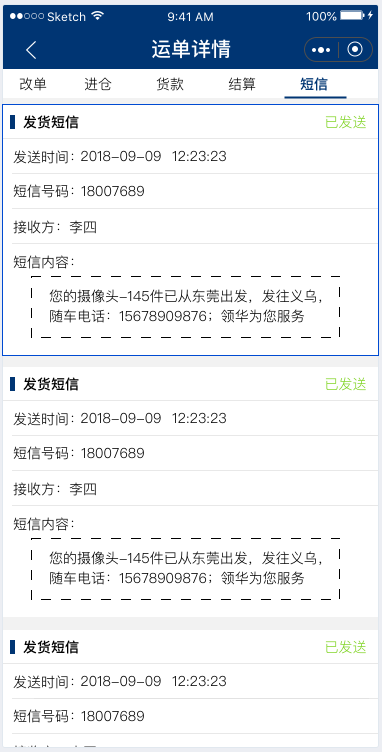 Sketch 9:41 AM 100%
运单详情
改单 进仓 货款 结算 短信
发货短信 已发送
发送时间：2018-09-09 12:23:23
短信号码：18007689
接收方：李四
短信内容：
您的摄像头-145件已从东莞出发，发往义乌，
随车电话：15678909876；领华为您服务
发货短信 已发送
发送时间：2018-09-09 12:23:23
短信号码：18007689
接收方：李四
短信内容：
您的摄像头-145件已从东莞出发，发往义乌，
随车电话：15678909876；领华为您服务
发货短信 已发送
发送时间：2018-09-09 12:23:23
短信号码：18007689